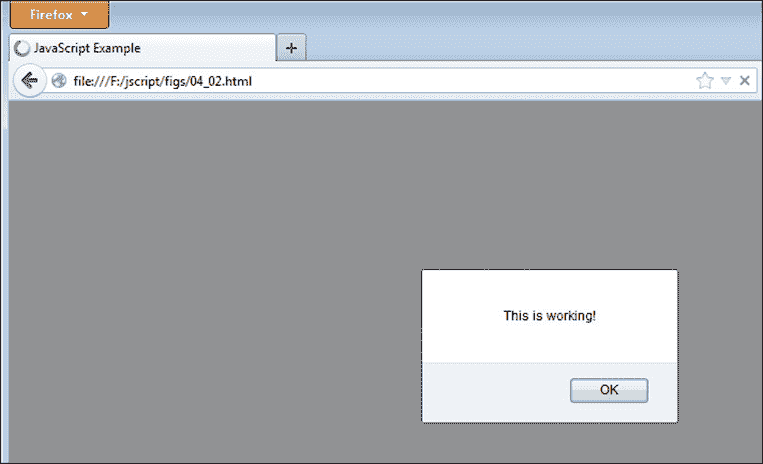 Firefox
JavaScript Example
file:///F:/jscript/figs/04_02.html
This is working!
OK